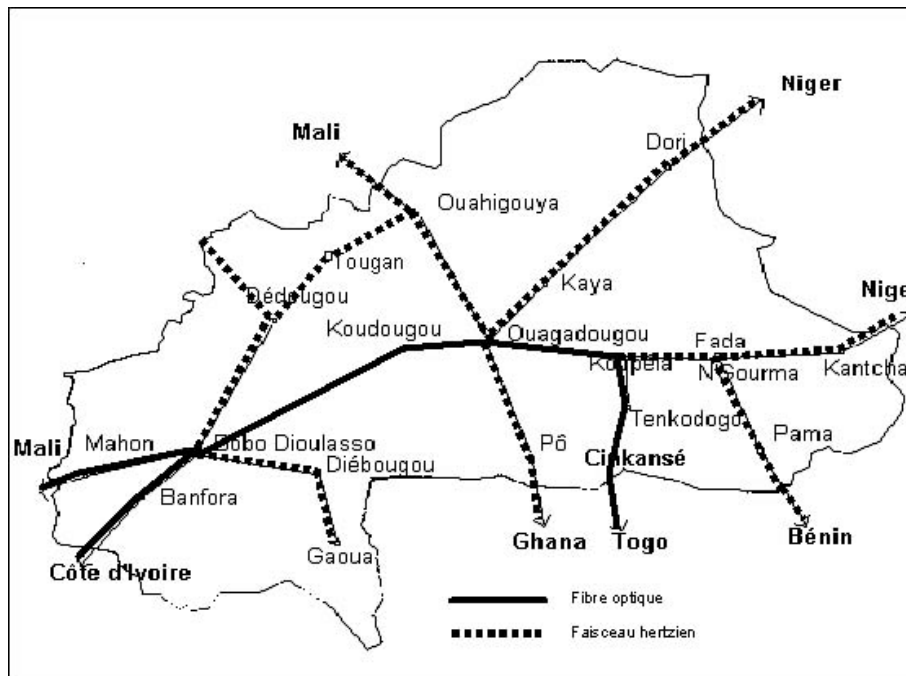 Niger
Mali
Dori
Ouahigouya
Tougan
Kaya
Dédougou
Nige
Koudougou
Ouagadougou
Fada
Koupela
N'Gourma
Kantcha
Tenkodogo
Mali
Mahon
Bobo Dioulasso
Pô
Pama
Diébougou
Cinkansé
Banfora
Ghana
Togo
Bénin
Gaoua
Côte d'Ivoire
Fibre optique
Faisceau hertzien